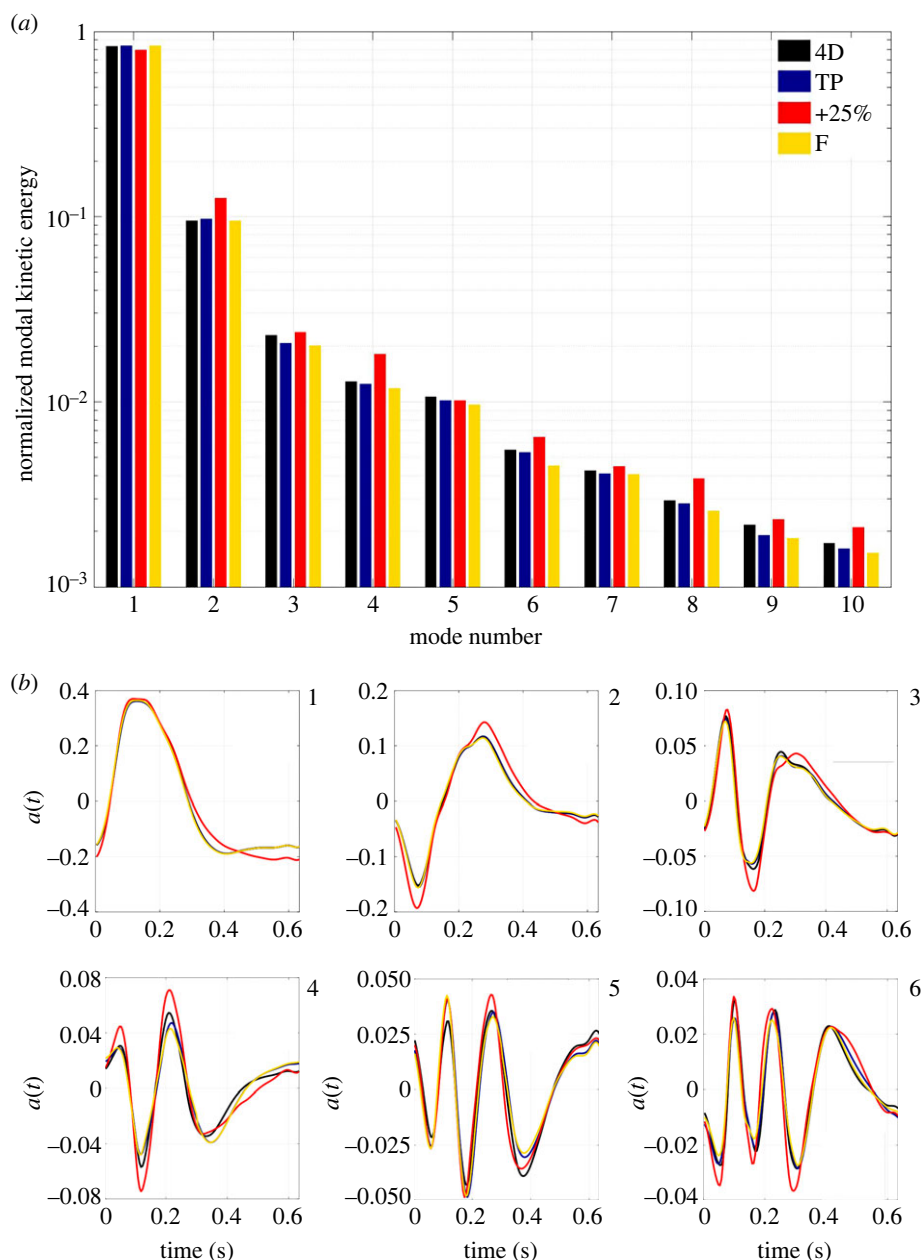 (a)
1
10⁻¹
10⁻²
10⁻³
normalized modal kinetic energy
4D
TP
+25%
F
1 2 3 4 5 6 7 8 9 10
mode number
(b)
0.4
0.2
0
–0.2
–0.4
a(t)
0 0.2 0.4 0.6
1
0.2
0.1
0
–0.1
–0.2
a(t)
0 0.2 0.4 0.6
2
0.10
0.05
0
–0.05
–0.10
a(t)
0 0.2 0.4 0.6
3
0.08
0.04
0
–0.04
–0.08
a(t)
0 0.2 0.4 0.6
time (s)
4
0.050
0.025
0
–0.025
–0.050
a(t)
0 0.2 0.4 0.6
time (s)
5
0.04
0.02
0
–0.02
–0.04
a(t)
0 0.2 0.4 0.6
time (s)
6